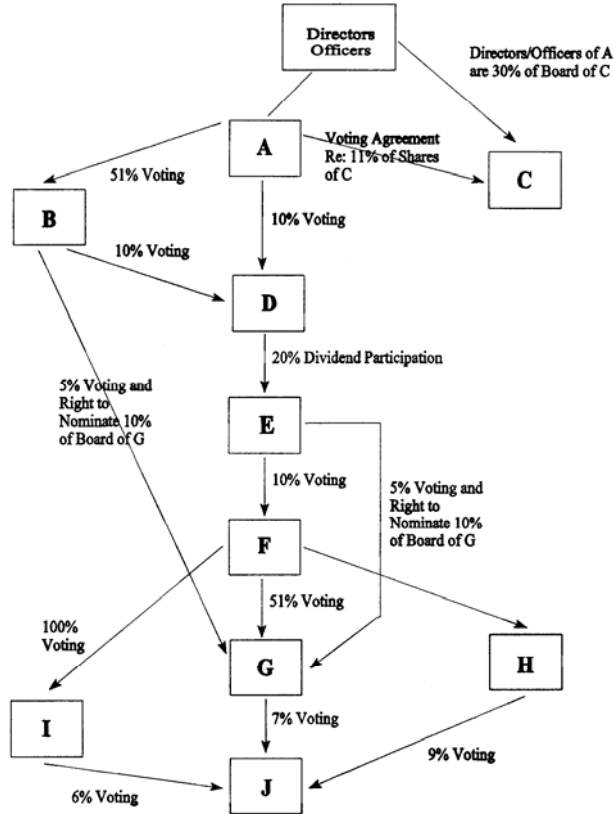 Directors
Officers
Directors/Officers of A
are 30% of Board of C
A
Voting Agreement
Re: 11% of Shares
of C
C
51% Voting
B
10% Voting
10% Voting
D
20% Dividend Participation
5% Voting and
Right to
Nominate 10%
of Board of G
E
10% Voting
5% Voting and
Right to
Nominate 10%
of Board of G
F
51% Voting
100%
Voting
G
H
I
7% Voting
9% Voting
6% Voting
J